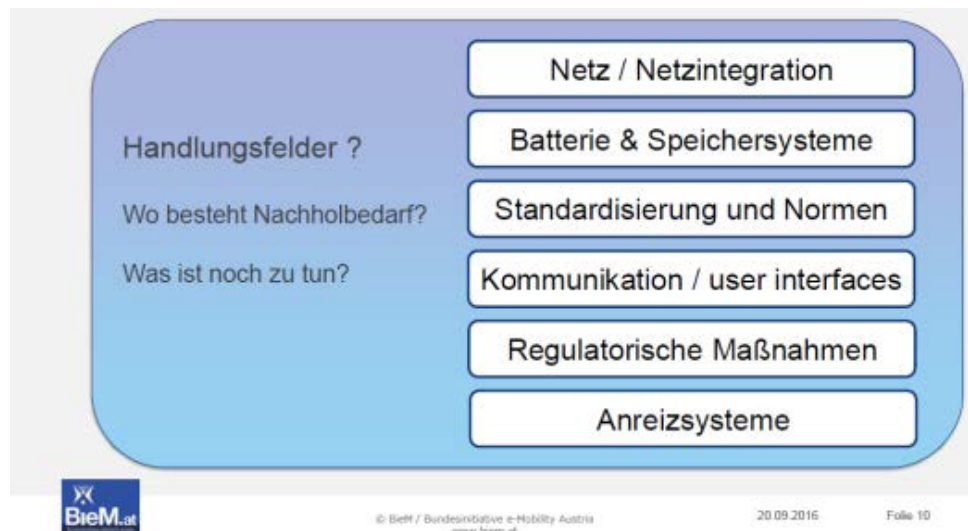 Handlungsfelder ?
Wo besteht Nachholbedarf?
Was ist noch zu tun?
Netz / Netzintegration
Batterie & Speichersysteme
Standardisierung und Normen
Kommunikation / user interfaces
Regulatorische Maßnahmen
Anreizsysteme
BieM.at
© BieM / Bundesinitiative e-Mobility Austria
20.09.2016
Folie 10